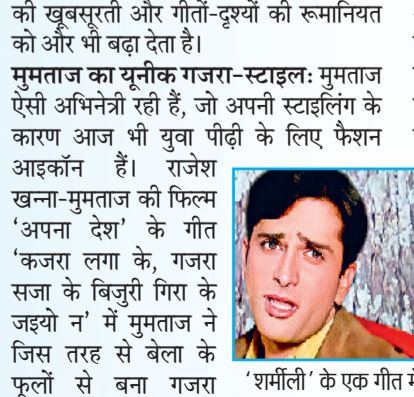 की खूबसूरती और गीतों-दृश्यों की रूमानियत
को और भी बढ़ा देता है।
मुमताज का यूनीक गजरा-स्टाइल: मुमताज
ऐसी अभिनेत्री रही हैं, जो अपनी स्टाइलिंग के
कारण आज भी युवा पीढ़ी के लिए फैशन
आइकॉन हैं। राजेश
खन्ना-मुमताज की फिल्म
‘अपना देश’ के गीत
‘कजरा लगा के, गजरा
सजा के बिजुरी गिरा के
जइयो न’ में मुमताज ने
जिस तरह से बेला के
फूलों से बना गजरा
‘शर्मीली’ के एक गीत में